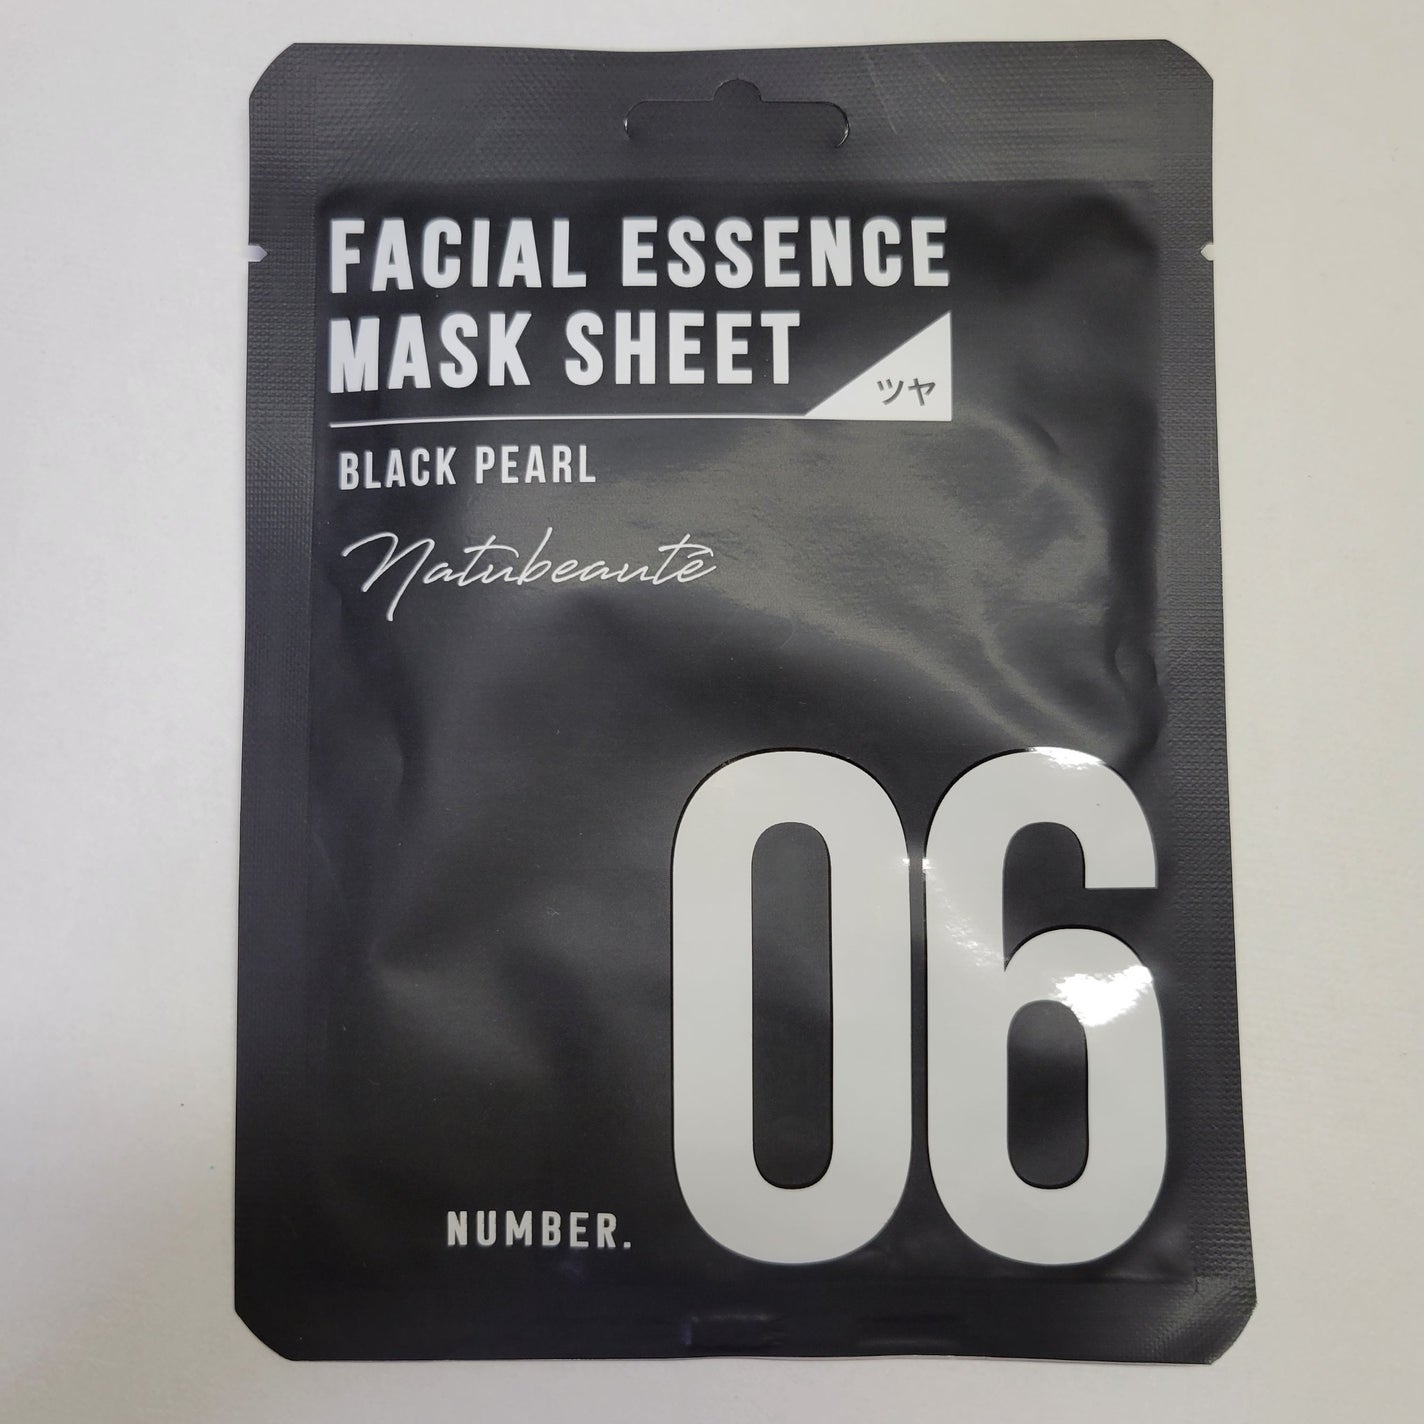 FACIAL ESSENCE
MASK SHEET
ツヤ
BLACK PEARL
Natubeauté
NUMBER. 06